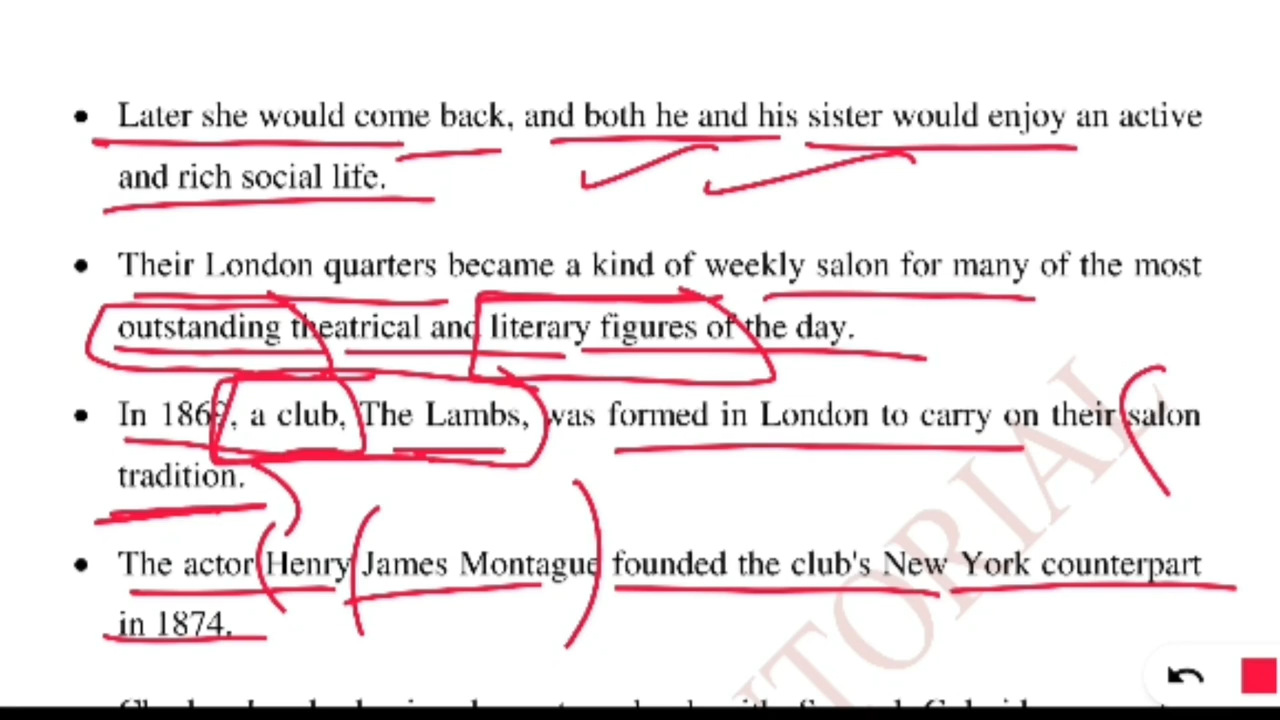 • Later she would come back, and both he and his sister would enjoy an active
and rich social life.
• Their London quarters became a kind of weekly salon for many of the most
outstanding theatrical and literary figures of the day.
• In 1869, a club, The Lambs, was formed in London to carry on their salon
tradition.
• The actor Henry James Montague founded the club's New York counterpart
in 1874.